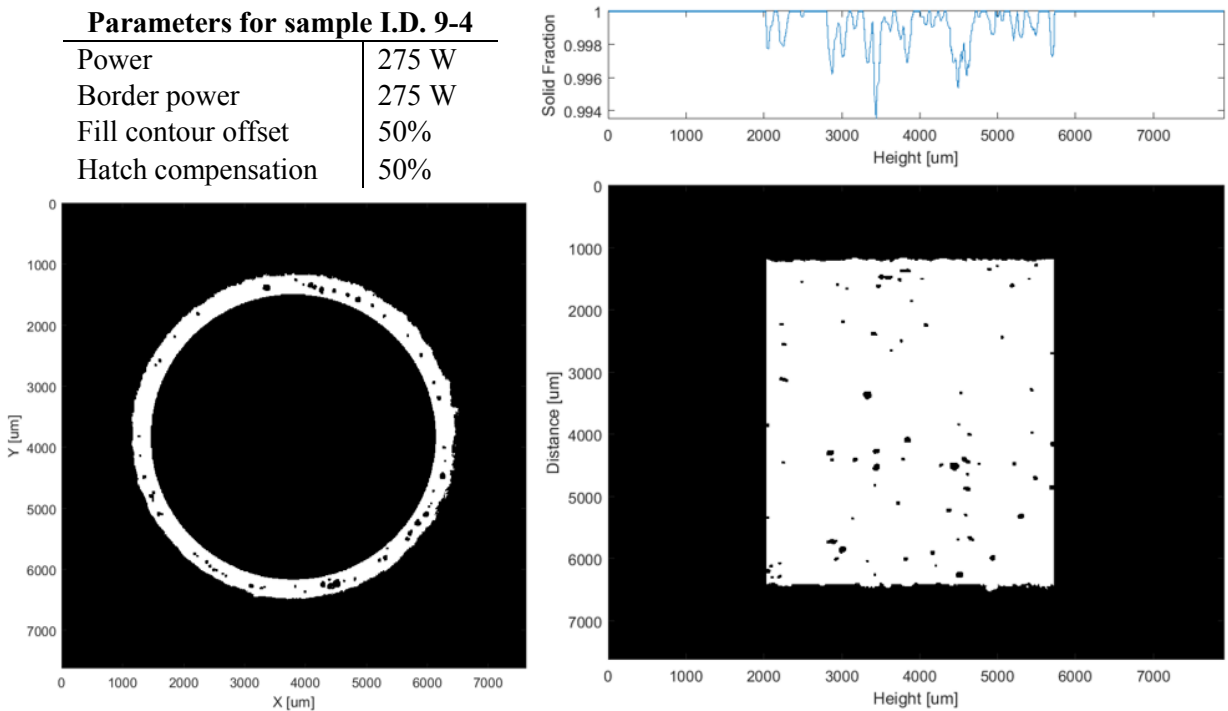 Parameters for sample I.D. 9-4
Power 275 W
Border power 275 W
Fill contour offset 50%
Hatch compensation 50%
Solid Fraction
1
0.998
0.996
0.994
0 1000 2000 3000 4000 5000 6000 7000
Height [um]
Y [um]
0
1000
2000
3000
4000
5000
6000
7000
0 1000 2000 3000 4000 5000 6000 7000
X [um]
Distance [um]
0
1000
2000
3000
4000
5000
6000
7000
0 1000 2000 3000 4000 5000 6000 7000
Height [um]